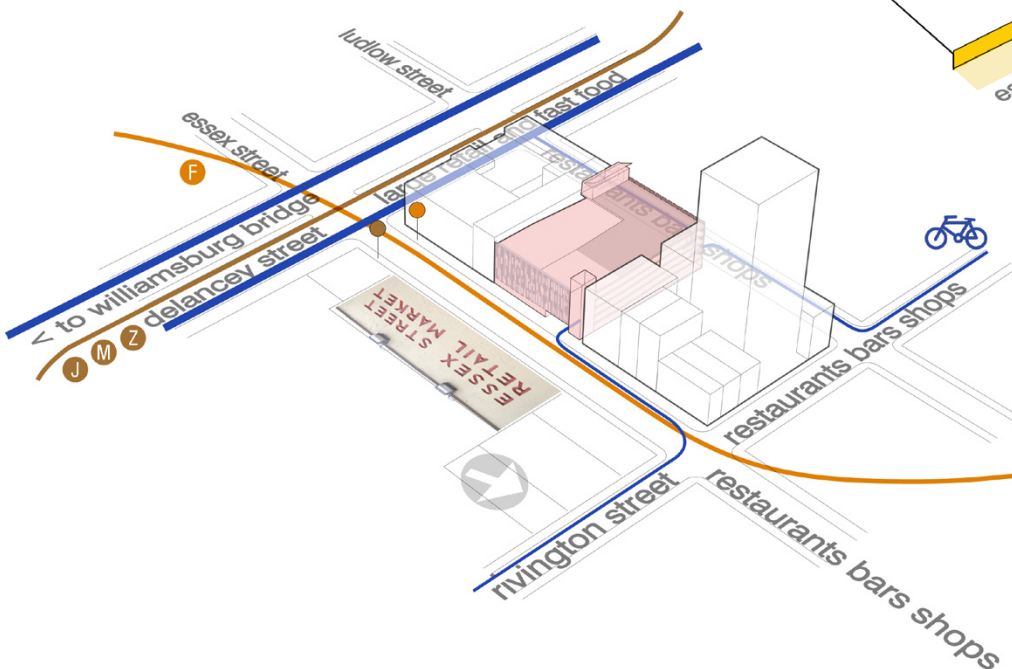 ludlow street
essex street
F
large retail and fast food
restaurants bars shops
< to williamsburg bridge
delancey street
J
M
Z
ESSEX STREET
RETAIL MARKET
restaurants bars shops
rivington street
restaurants bars shops
es